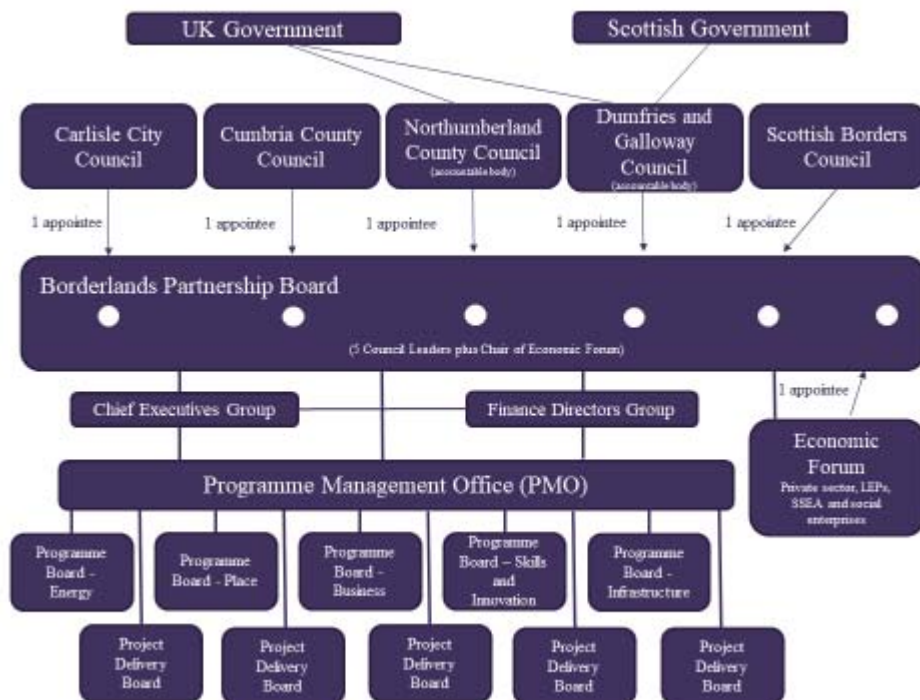 UK Government
Scottish Government
Carlisle City
Council
Cumbria County
Council
Northumberland
County Council
(accountable body)
Dumfries and
Galloway
Council
(accountable body)
Scottish Borders
Council
1 appointee
1 appointee
1 appointee
1 appointee
1 appointee
Borderlands Partnership Board
(5 Council Leaders plus Chair of Economic Forum)
1 appointee
Chief Executives Group
Finance Directors Group
Economic
Forum
Private sector, LEPs,
SSEA and social
enterprises
Programme Management Office (PMO)
Programme
Board -
Energy
Programme
Board - Place
Programme
Board -
Business
Programme
Board – Skills
and
Innovation
Programme
Board -
Infrastructure
Project
Delivery
Board
Project
Delivery
Board
Project
Delivery
Board
Project
Delivery
Board
Project
Delivery
Board